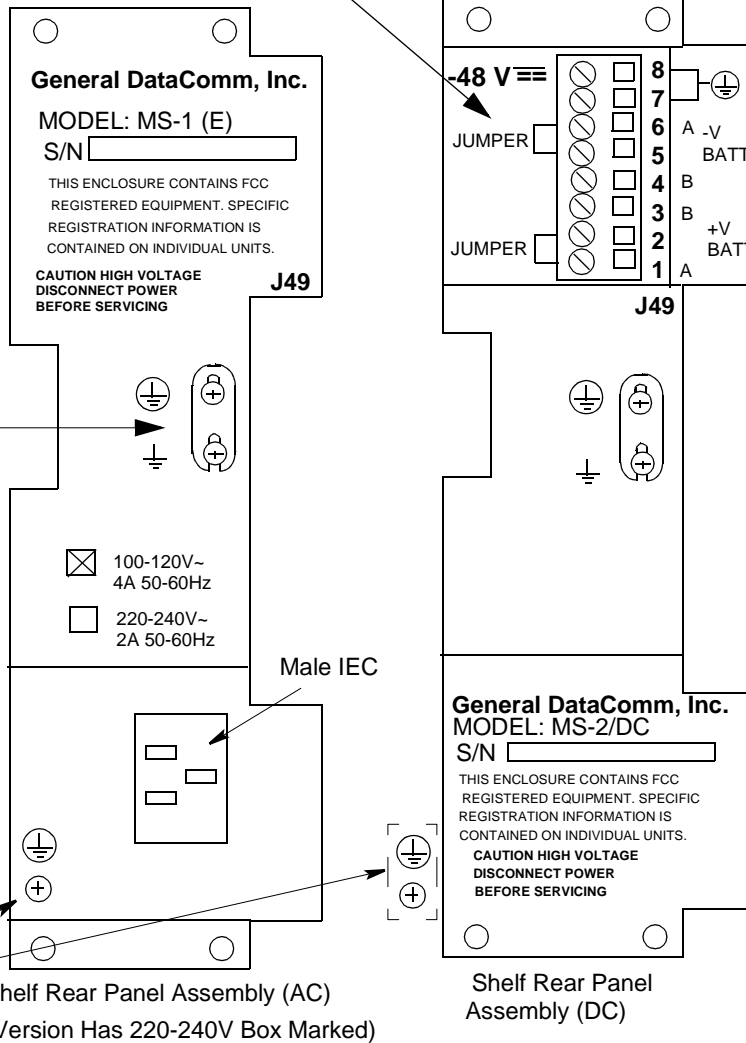 General DataComm, Inc.
MODEL: MS-1 (E)
S/N
THIS ENCLOSURE CONTAINS FCC
REGISTERED EQUIPMENT. SPECIFIC
REGISTRATION INFORMATION IS
CONTAINED ON INDIVIDUAL UNITS.
CAUTION HIGH VOLTAGE
DISCONNECT POWER
BEFORE SERVICING
J49
100-120V~
4A 50-60Hz
220-240V~
2A 50-60Hz
Male IEC
helf Rear Panel Assembly (AC)
Version Has 220-240V Box Marked)
-48 V
JUMPER
JUMPER
8
7
6 A -V
5 BATT
4 B
3 B
2 +V
BATT
1 A
J49
General DataComm, Inc.
MODEL: MS-2/DC
S/N
THIS ENCLOSURE CONTAINS FCC
REGISTERED EQUIPMENT. SPECIFIC
REGISTRATION INFORMATION IS
CONTAINED ON INDIVIDUAL UNITS.
CAUTION HIGH VOLTAGE
DISCONNECT POWER
BEFORE SERVICING
Shelf Rear Panel
Assembly (DC)